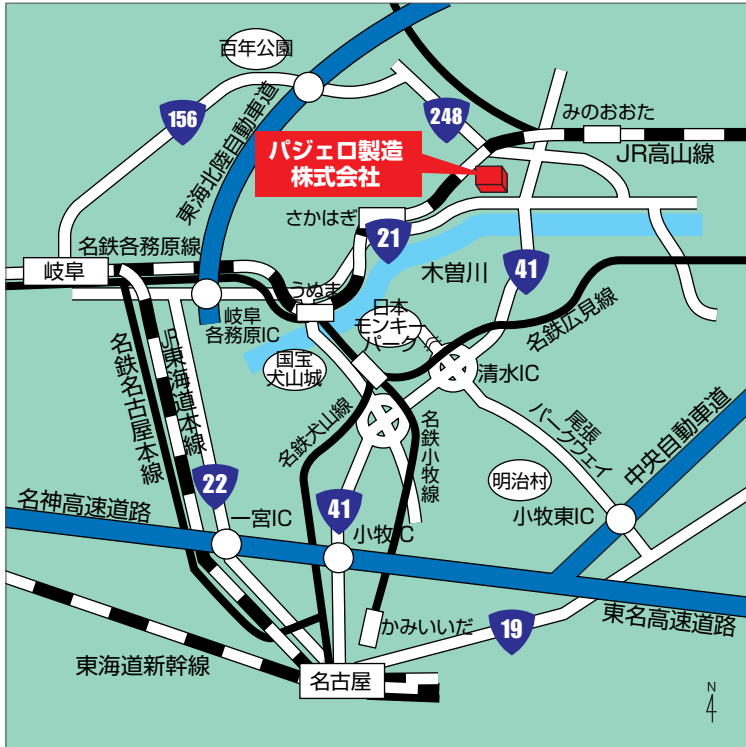 百年公園
156
248
みのおおた
東海北陸自動車道
パジェロ製造
株式会社
JR高山線
さかはぎ
21
名鉄各務原線
岐阜
木曽川
41
うぬま
岐阜
各務原IC
日本
モンキー
パーク
名鉄広見線
国宝
犬山城
清水IC
名鉄名古屋本線
JR東海道本線
名鉄犬山線
名鉄小牧線
尾張
パークウェイ
中央自動車道
明治村
22
41
名神高速道路
一宮IC
小牧IC
小牧東IC
かみいいだ
19
東名高速道路
東海道新幹線
名古屋
N